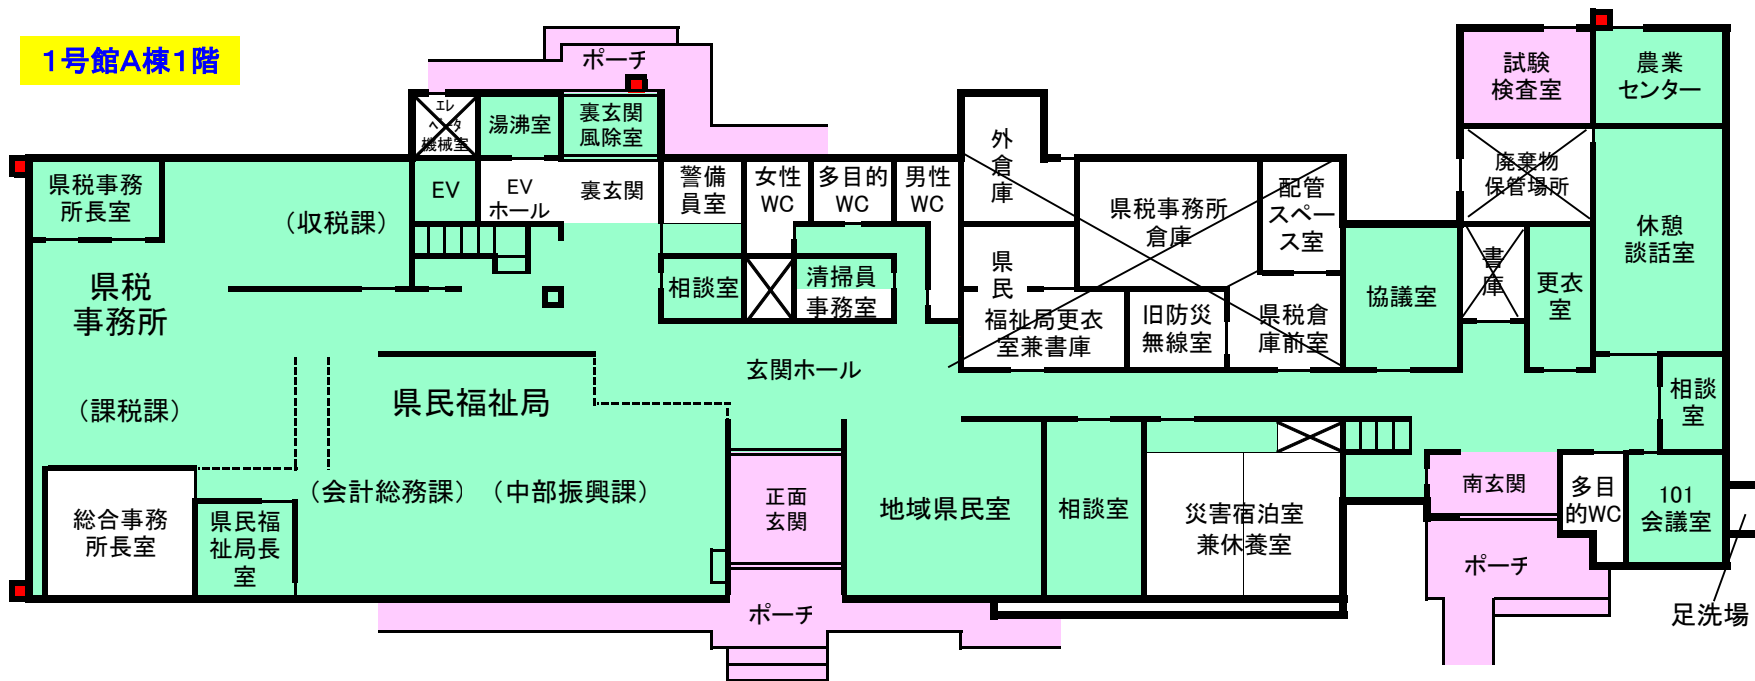 1号館A棟1階
ポーチ
試験
検査室
農業
センター
エレ
ベータ
機械室
湯沸室
裏玄関
風除室
外
倉
庫
廃棄物
保管場所
県税事務
所長室
(収税課)
EV
EV
ホール
裏玄関
警備
員室
女性
WC
多目的
WC
男性
WC
県税事務所
倉庫
配管
スペー
ス室
休憩
談話室
県税
事務所
相談室
清掃員
事務室
県
民
福祉局更衣
室兼書庫
旧防災
無線室
県税倉
庫前室
協議室
書
庫
更衣
室
玄関ホール
県民福祉局
(課税課)
相談
室
(会計総務課)
(中部振興課)
総合事務
所長室
県民福
祉局長
室
正面
玄関
地域県民室
相談室
災害宿泊室
兼休養室
南玄関
多目
的WC
101
会議室
ポーチ
ポーチ
足洗場